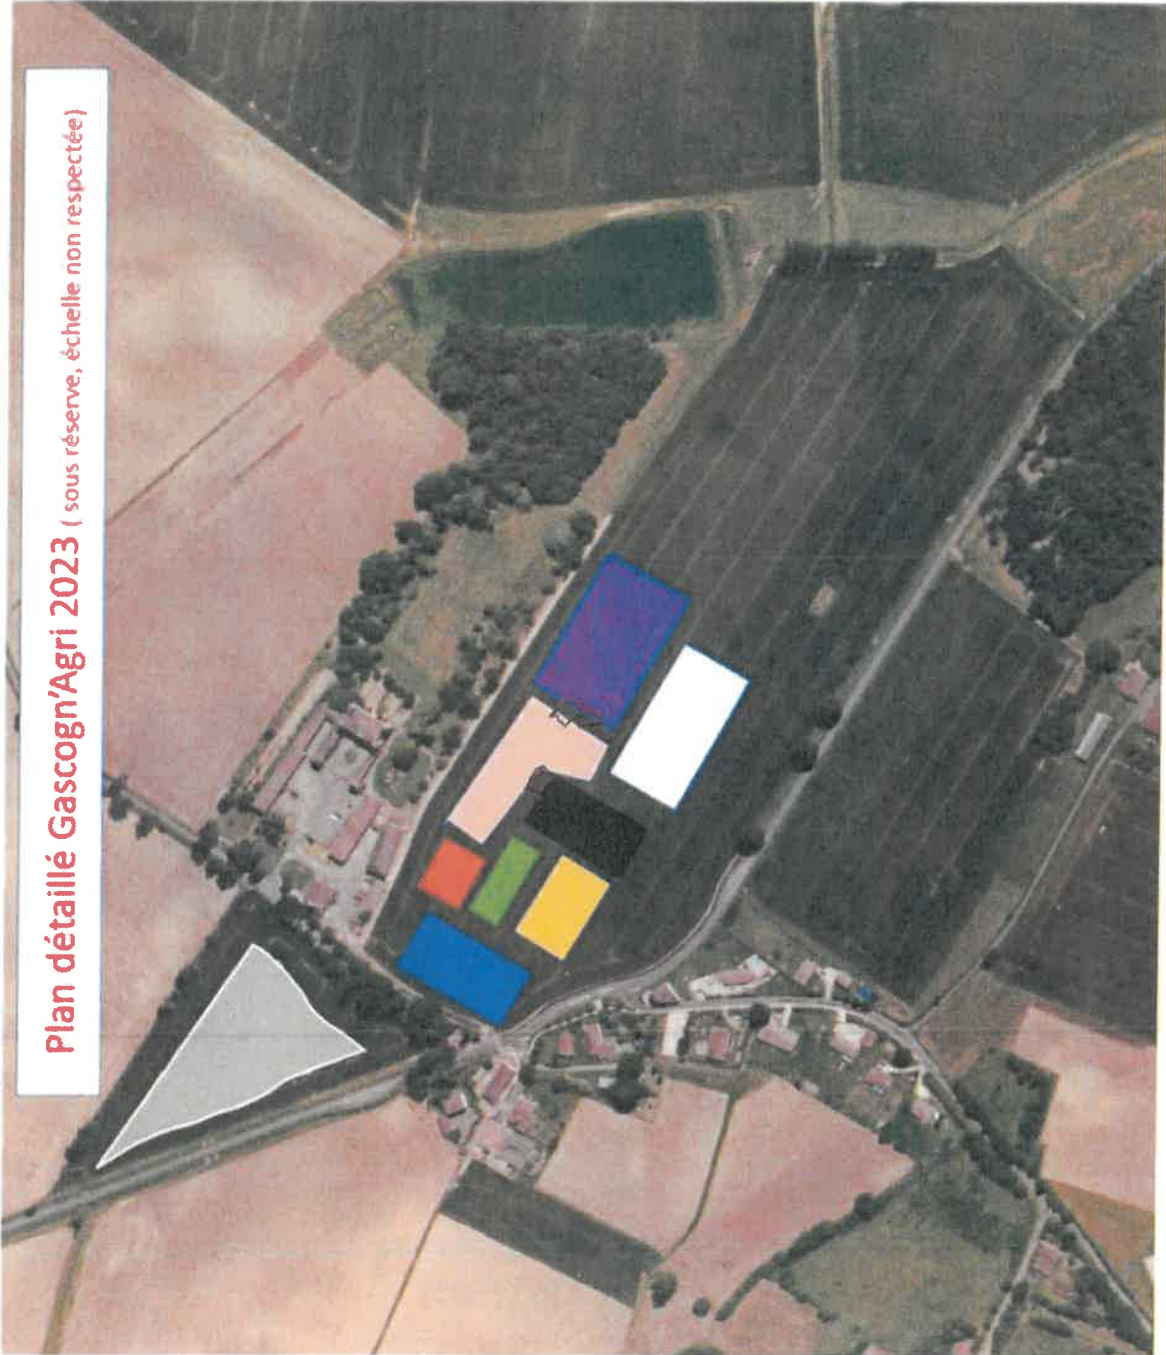 Plan détaillé Gascogn'Agri 2023 ( sous réserve, échelle non respectée)